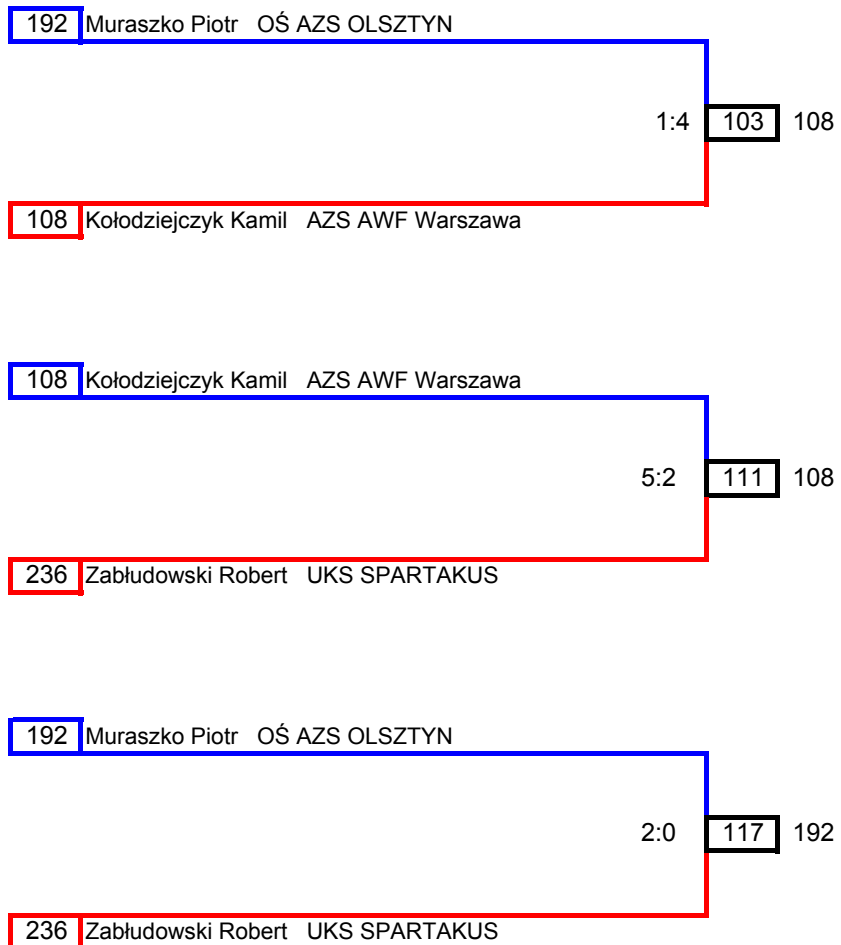 192 Muraszko Piotr OŚ AZS OLSZTYN
1:4 103 108
108 Kołodziejczyk Kamil AZS AWF Warszawa
108 Kołodziejczyk Kamil AZS AWF Warszawa
5:2 111 108
236 Zabłudowski Robert UKS SPARTAKUS
192 Muraszko Piotr OŚ AZS OLSZTYN
2:0 117 192
236 Zabłudowski Robert UKS SPARTAKUS